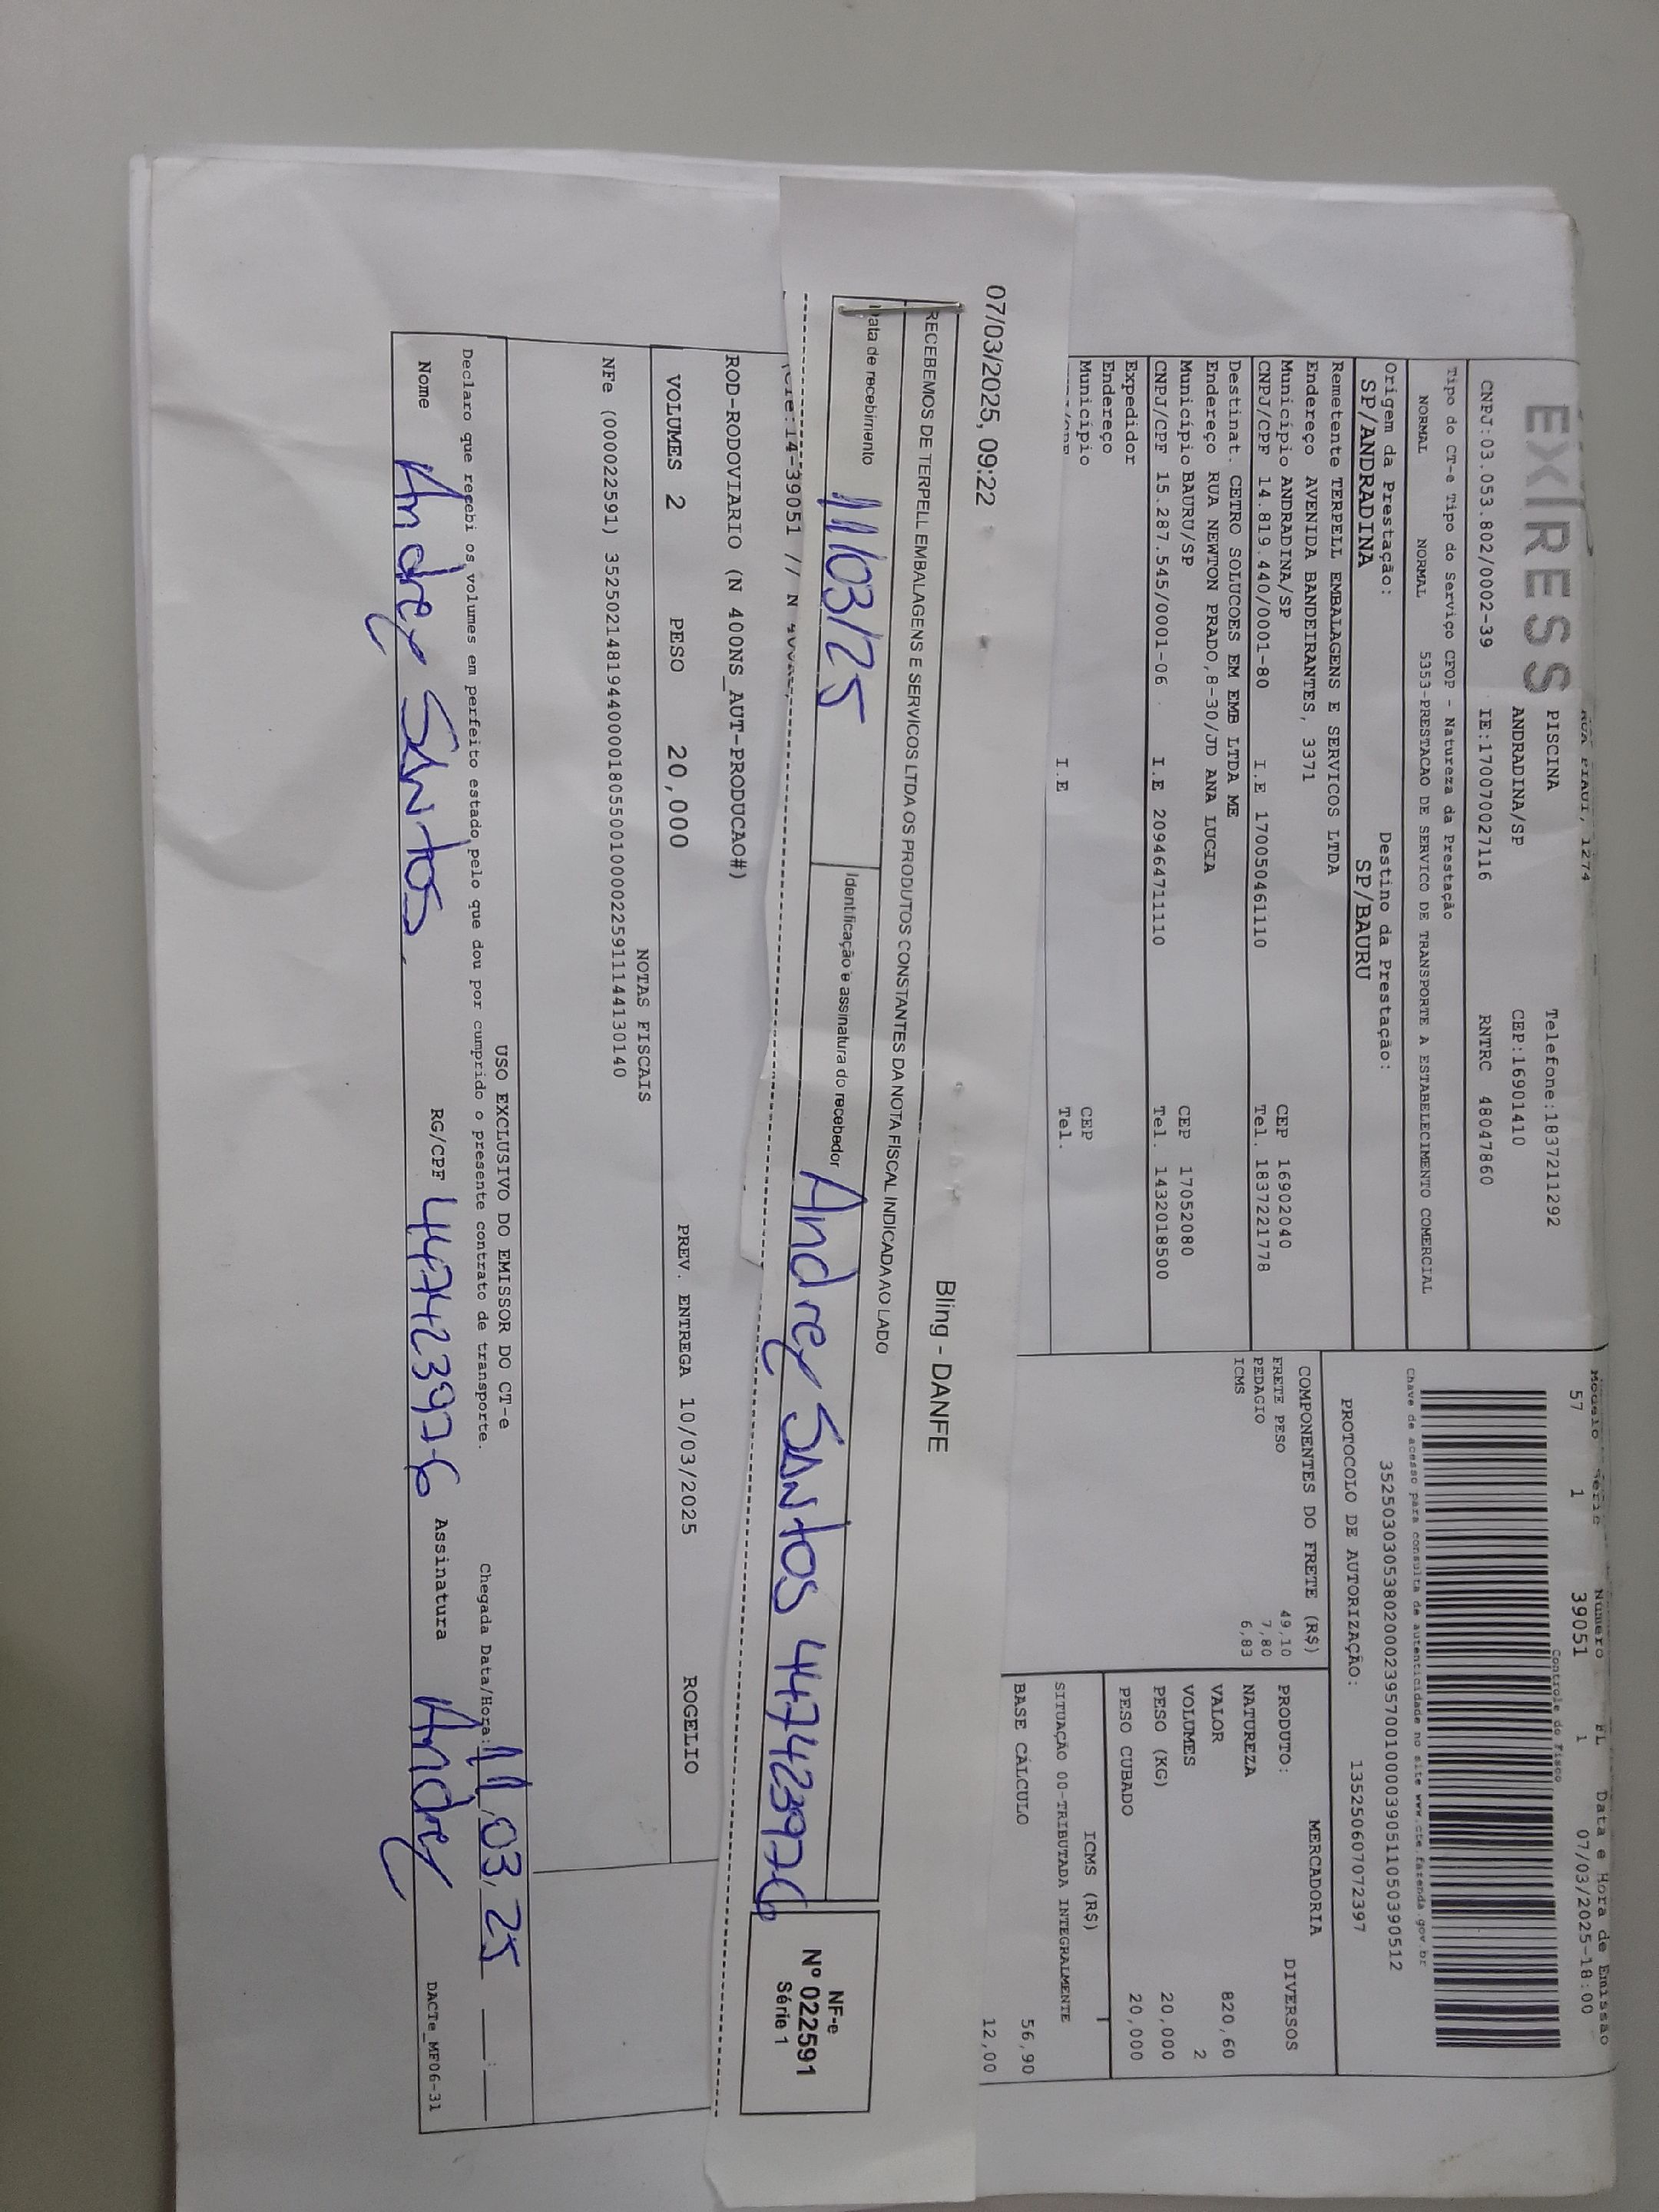 EXPRESS
PISCINA
Telefone:1837211292
ANDRADINA/SP
CEP:16901410
CNPJ:03.053.802/0002-39 IE:170070027116 RNTRC 48047860
Tipo do CT-e Tipo do Serviço CFOP - Natureza da Prestação
NORMAL NORMAL 5353-PRESTACAO DE SERVICO DE TRANSPORTE A ESTABELECIMENTO COMERCIAL
Origem da Prestação: Destino da Prestação:
SP/ANDRADINA SP/BAURU
Remetente TERPELL EMBALAGENS E SERVICOS LTDA
Endereço AVENIDA BANDEIRANTES, 3371
Município ANDRADINA/SP CEP 16902040
CNPJ/CPF 14.819.440/0001-80 I.E 170050461110 Tel. 1837221778
Destinat. CETRO SOLUCOES EM EMB LTDA ME
Endereço RUA NEWTON PRADO,8-30/JD ANA LUCIA
Município BAURU/SP CEP 17052080
CNPJ/CPF 15.287.545/0001-06 I.E 209464711110 Tel. 1432018500
Expedidor
Endereço
Município CEP
I.E Tel.
Modelo Série Número FL Data e Hora de Emissão
57 1 39051 1 07/03/2025-18:00
Controle do Fisco
Chave de acesso para consulta de autenticidade no site www.cte.fazenda.gov.br
35250303053802000239570010000390511050390512
PROTOCOLO DE AUTORIZAÇÃO: 135250607072397
COMPONENTES DO FRETE (R$)
FRETE PESO 49,10
PEDAGIO 7,80
ICMS 6,83
MERCADORIA
PRODUTO: DIVERSOS
NATUREZA
VALOR 820,60
VOLUMES 2
PESO (KG) 20,000
PESO CUBADO 20,000
ICMS (R$)
SITUAÇÃO 00-TRIBUTADA INTEGRALMENTE
BASE CÁLCULO 56,90
12,00
07/03/2025, 09:22 Bling - DANFE
RECEBEMOS DE TERPELL EMBALAGENS E SERVICOS LTDA OS PRODUTOS CONSTANTES DA NOTA FISCAL INDICADA AO LADO
Data de recebimento 11/03/25
Identificação e assinatura do recebedor Andrey SANtos 447423976
NF-e
Nº 022591
Série 1
14-39051 // N
ROD-RODOVIARIO (N 400NS_AUT-PRODUCAO#)
VOLUMES 2 PESO 20,000 PREV. ENTREGA 10/03/2025 ROGELIO
NOTAS FISCAIS
NFe (000022591) 35250214819440000180550010000225911144130140
USO EXCLUSIVO DO EMISSOR DO CT-e
Declaro que recebi os volumes em perfeito estado pelo que dou por cumprido o presente contrato de transporte. Chegada Data/Hora: 11/03/25 __:__
Nome Andrey SANtos RG/CPF 44742397-6 Assinatura Andrey
DACTe_MF06-31